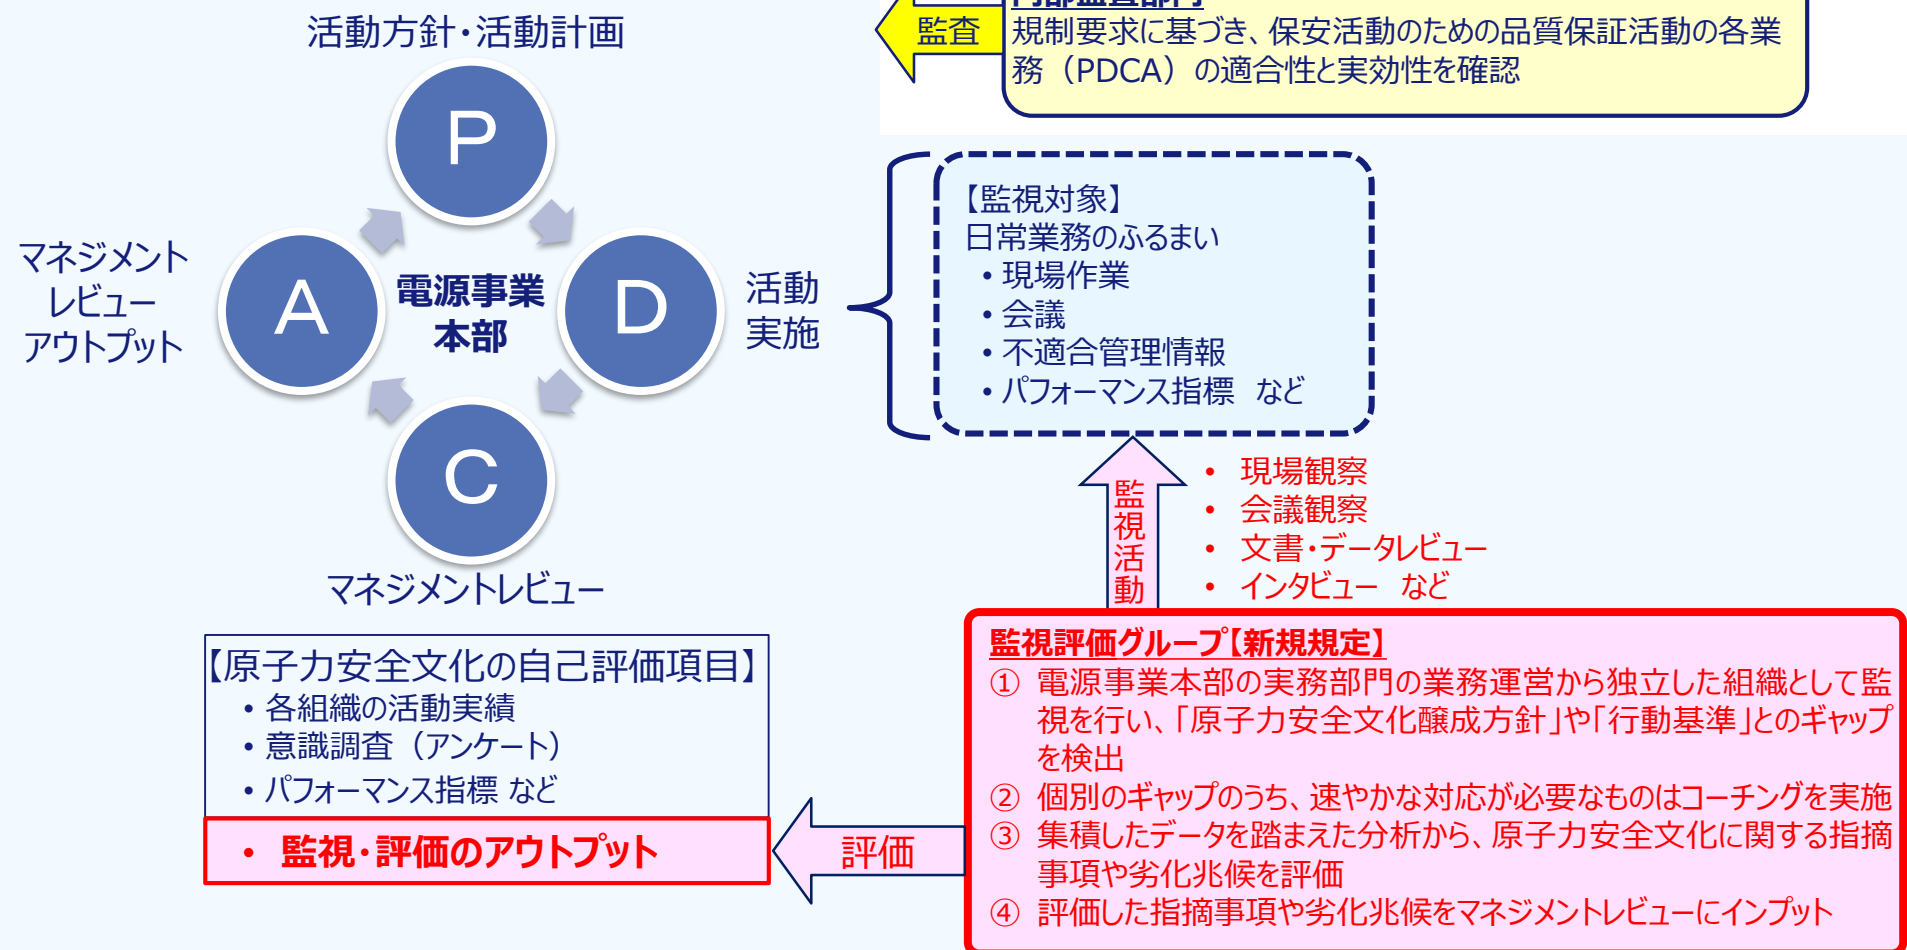 活動方針・活動計画
P
D
C
A
電源事業
本部
マネジメント
レビュー
アウトプット
活動
実施
マネジメントレビュー
監査
内部監査部門
規制要求に基づき、保安活動のための品質保証活動の各業
務（PDCA）の適合性と実効性を確認
【監視対象】
日常業務のふるまい
・現場作業
・会議
・不適合管理情報
・パフォーマンス指標 など
監視活動
• 現場観察
• 会議観察
• 文書・データレビュー
• インタビュー など
【原子力安全文化の自己評価項目】
・各組織の活動実績
・意識調査（アンケート）
・パフォーマンス指標 など
• 監視・評価のアウトプット
評価
監視評価グループ【新規規定】
① 電源事業本部の実務部門の業務運営から独立した組織として監
視を行い、「原子力安全文化醸成方針」や「行動基準」とのギャップ
を検出
② 個別のギャップのうち、速やかな対応が必要なものはコーチングを実施
③ 集積したデータを踏まえた分析から、原子力安全文化に関する指摘
事項や劣化兆候を評価
④ 評価した指摘事項や劣化兆候をマネジメントレビューにインプット